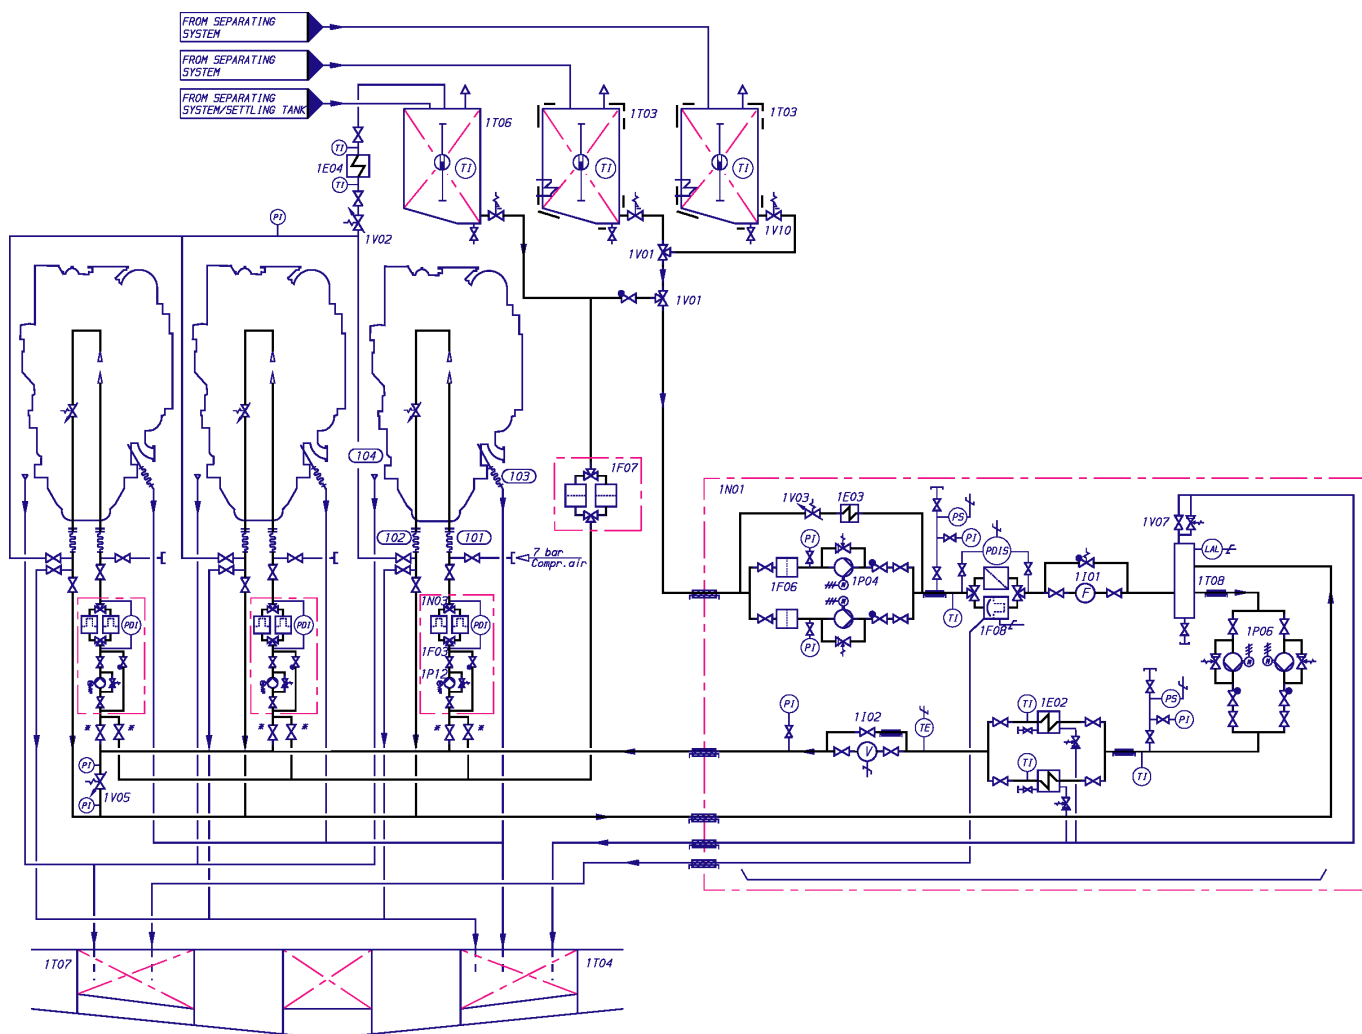 FROM SEPARATING
SYSTEM
FROM SEPARATING
SYSTEM
FROM SEPARATING
SYSTEM/SETTLING TANK
1T06
1T03
1T03
TI
TI
TI
TI
1E04
TI
PI
1V02
1V10
1V01
1V01
104
103
102
101
7 bar
Compr.air
1F07
1N01
1V03
1E03
PS
PI
PI
PDIS
1V07
LAL
1F06
1P04
M
M
TI
1F08
1I01
F
1T08
PI
1P06
M
M
1N03
PDI
PDI
PDI
1F03
1P12
PI
1I02
V
TE
TI
1E02
TI
PS
PI
TI
PI
1V05
PI
1T07
1T04